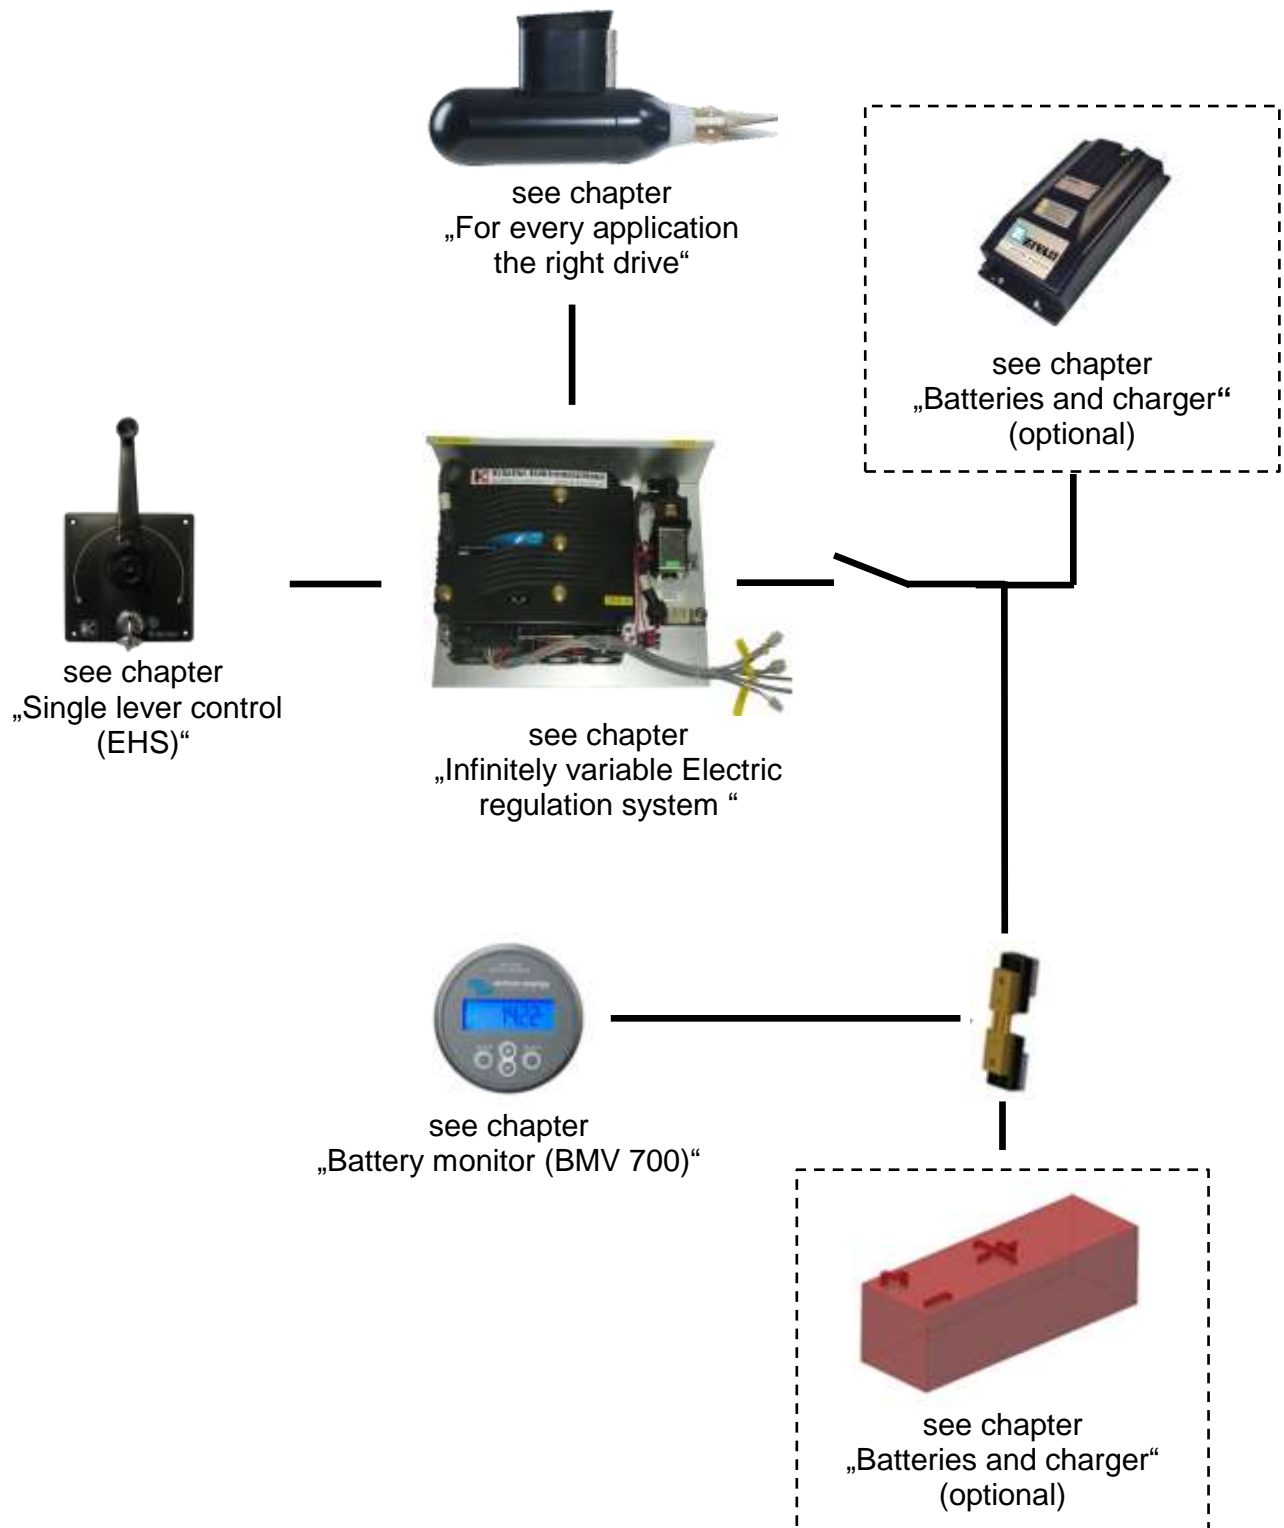 see chapter
„For every application
the right drive“
see chapter
„Batteries and charger“
(optional)
see chapter
„Single lever control
(EHS)“
see chapter
„Infinitely variable Electric
regulation system “
victron energy
see chapter
„Battery monitor (BMV 700)“
see chapter
„Batteries and charger“
(optional)